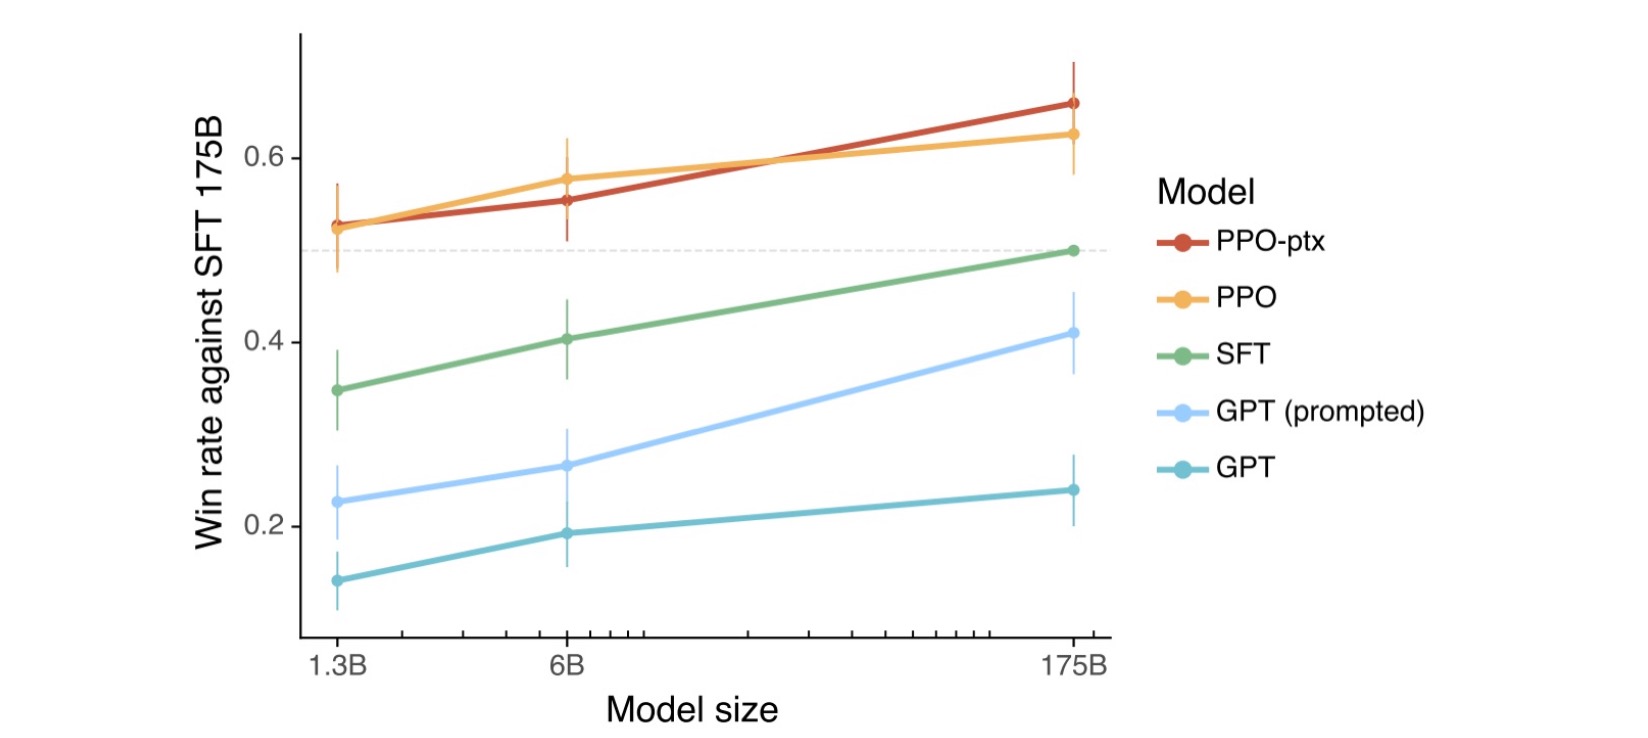 Win rate against SFT 175B
0.6
0.4
0.2
1.3B
6B
175B
Model size
Model
PPO-ptx
PPO
SFT
GPT (prompted)
GPT